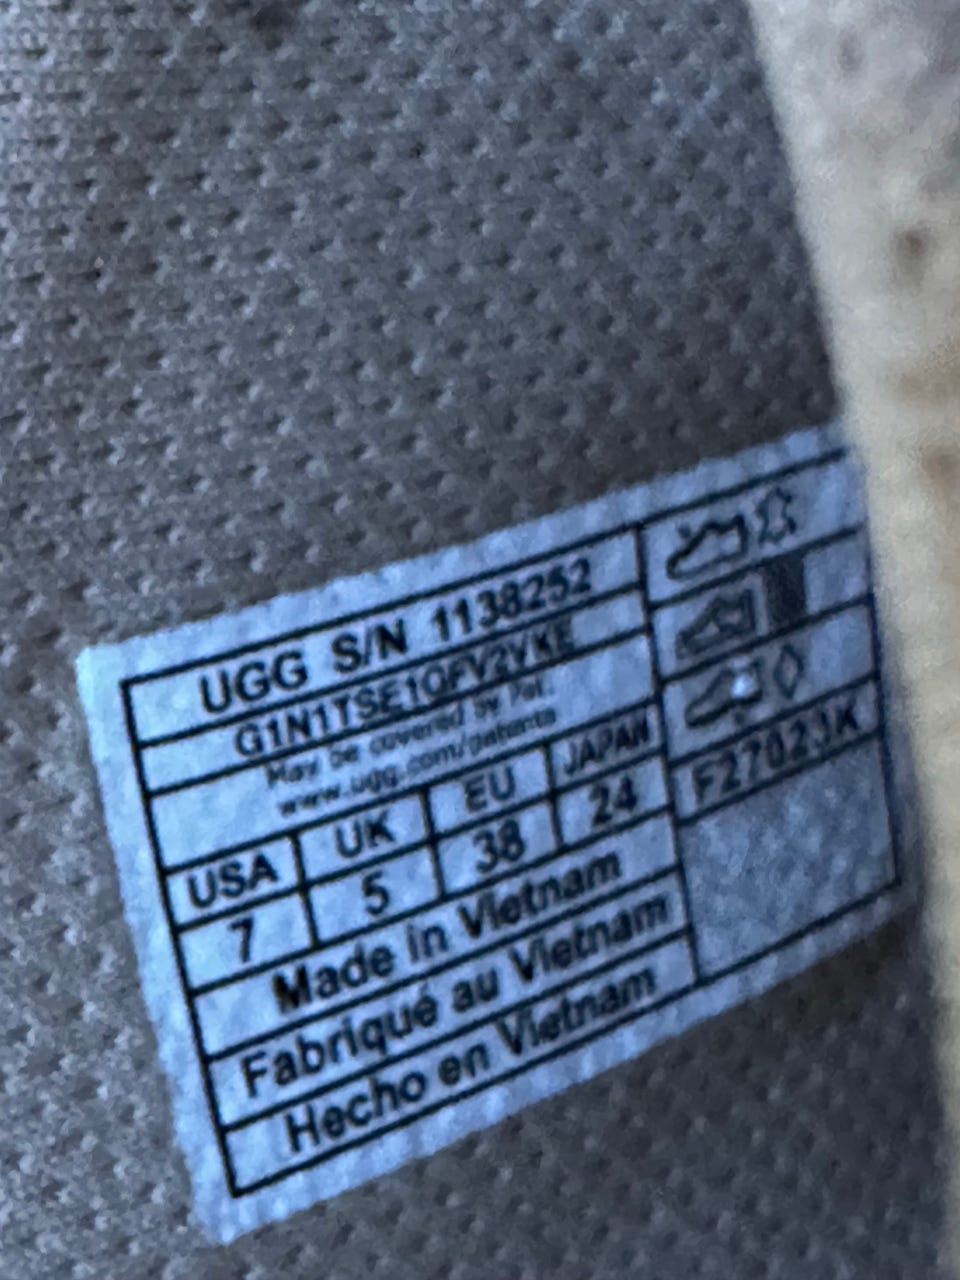 UGG S/N 1138252
G1N1YSE1QFV2VKE
May be covered by Pat.
www.ugg.com/patents
USA UK EU JAPAN
7 5 38 24
Made in Vietnam
Fabriqué au Vietnam
Hecho en Vietnam
F27023K